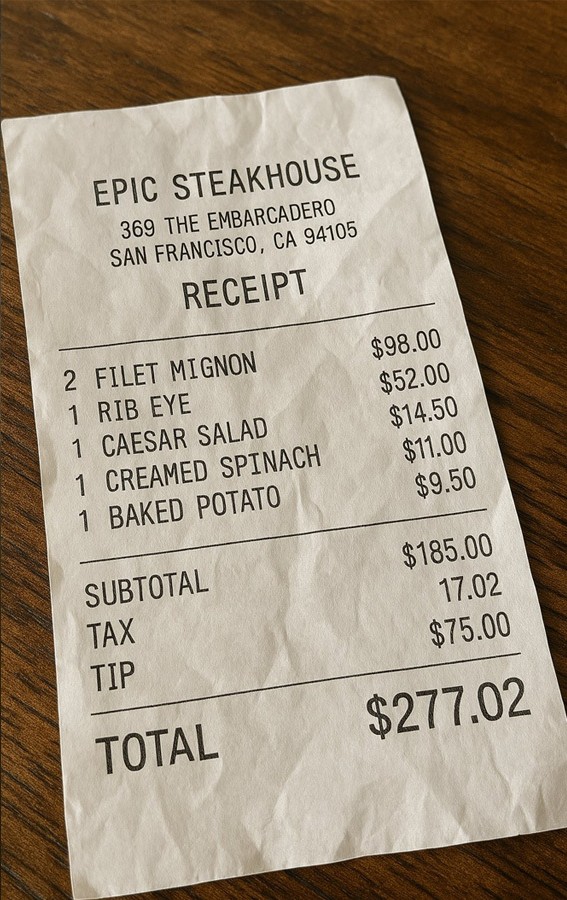 EPIC STEAKHOUSE
369 THE EMBARCADERO
SAN FRANCISCO, CA 94105
RECEIPT
2 FILET MIGNON $98.00
1 RIB EYE $52.00
1 CAESAR SALAD $14.50
1 CREAMED SPINACH $11.00
1 BAKED POTATO $9.50
SUBTOTAL $185.00
TAX 17.02
TIP $75.00
TOTAL $277.02